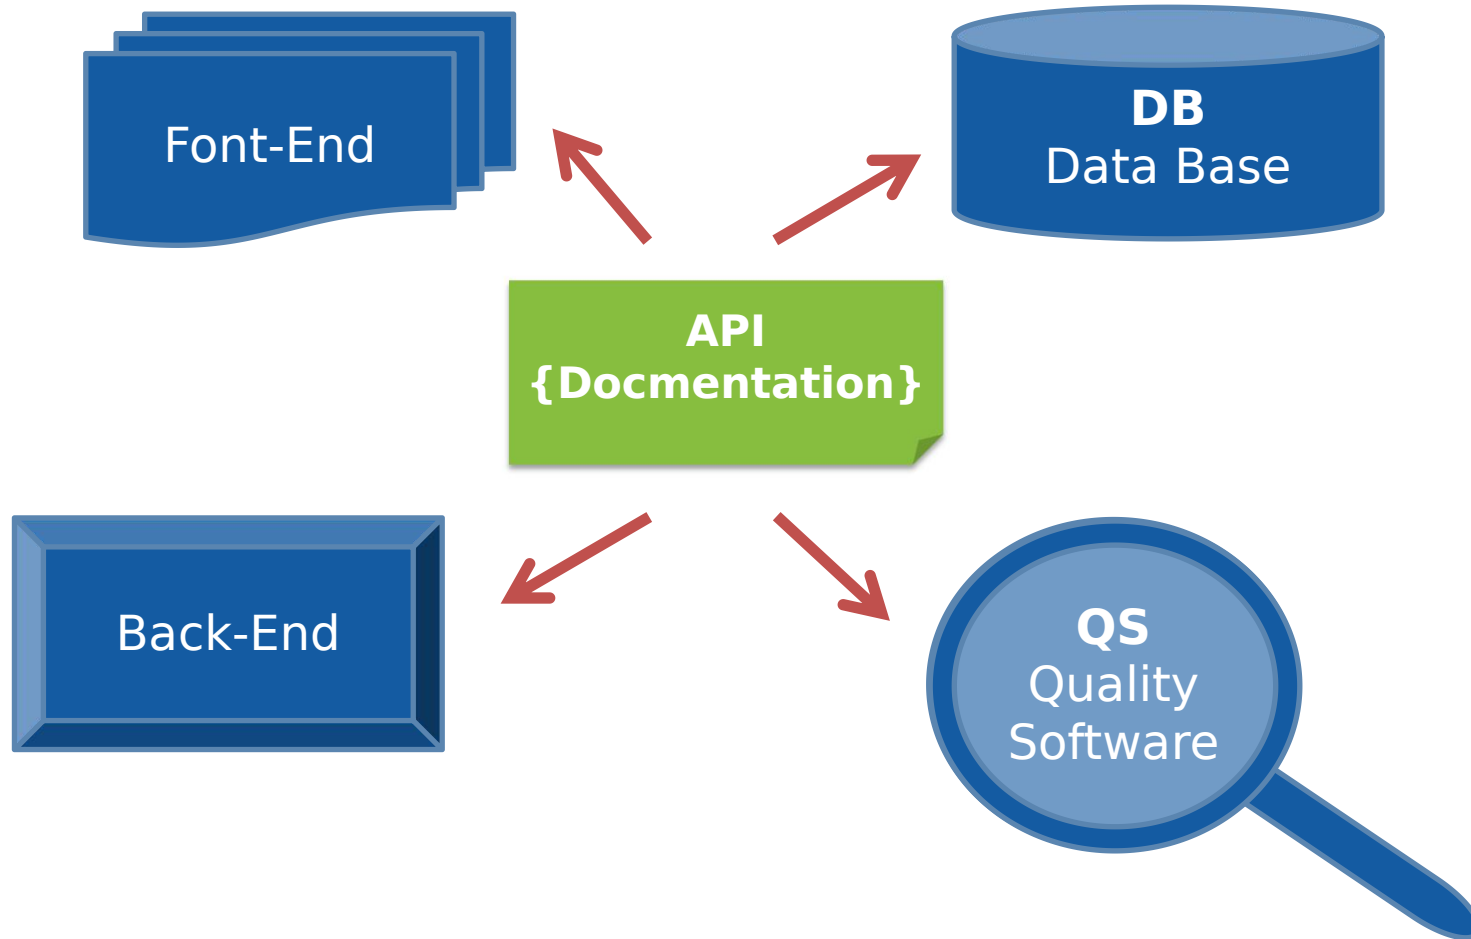 Font-End
DB
Data Base
API
{Docmentation}
Back-End
QS
Quality
Software